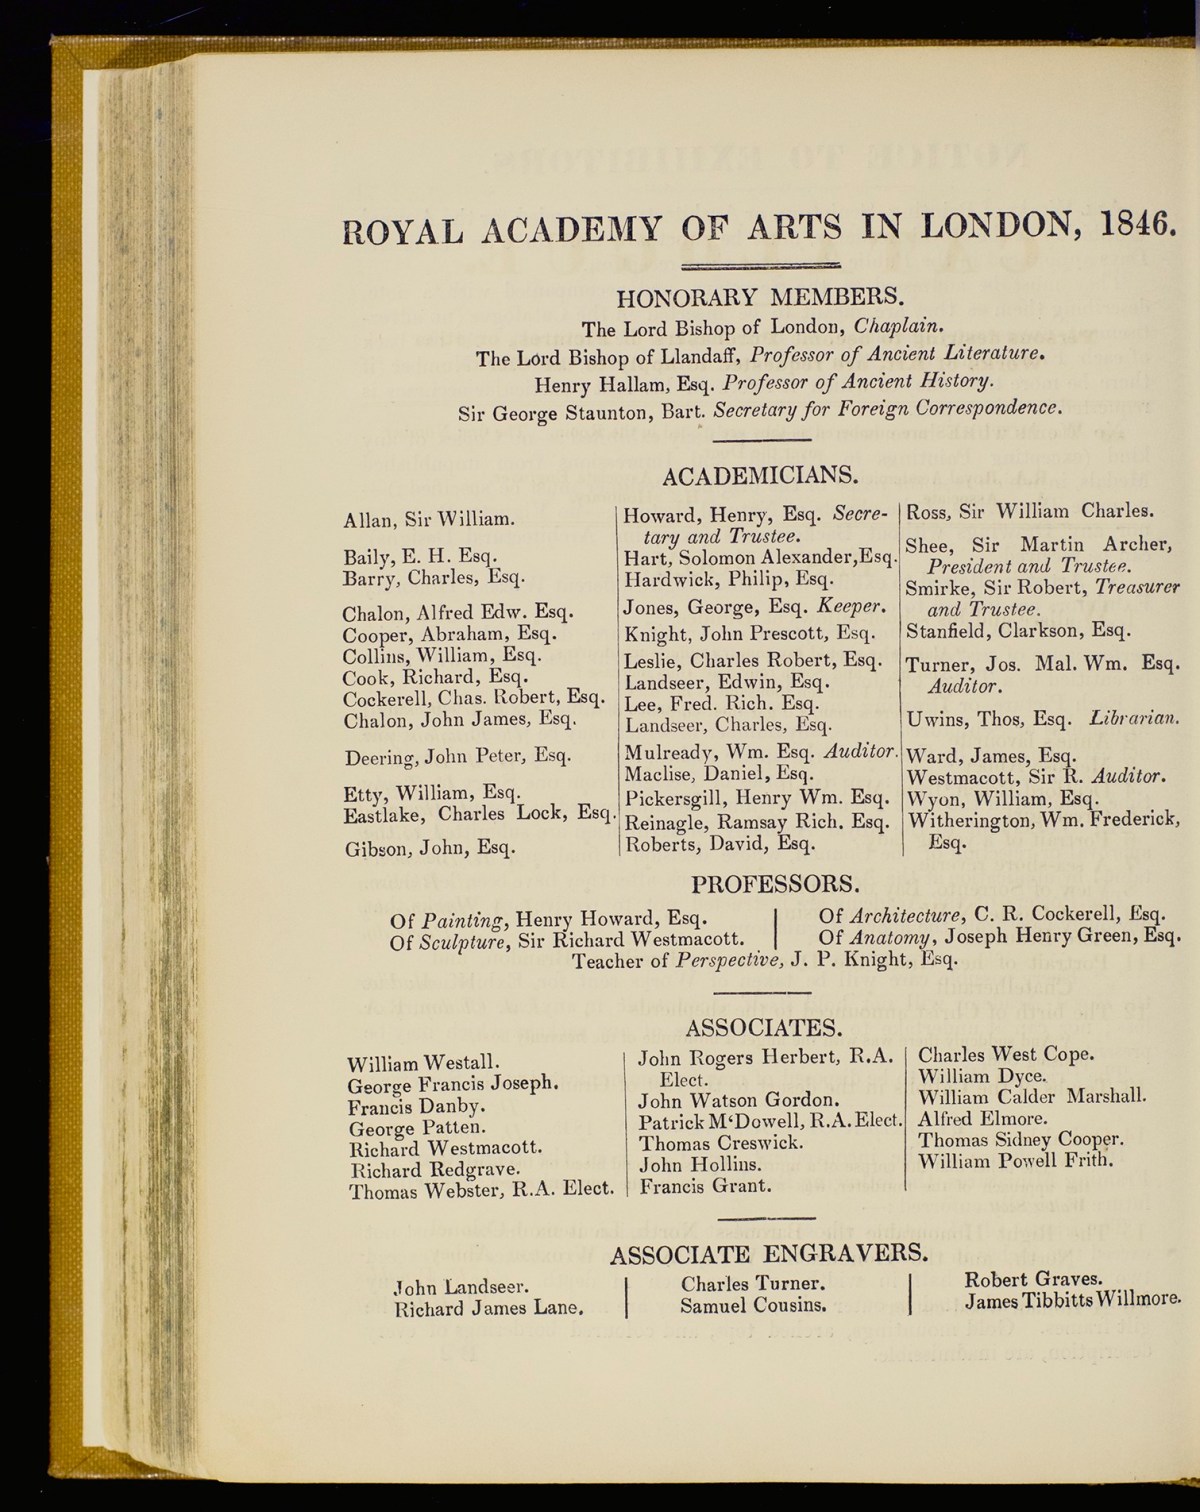 ROYAL ACADEMY OF ARTS IN LONDON, 1846.
HONORARY MEMBERS.
The Lord Bishop of London, Chaplain.
The Lord Bishop of Llandaff, Professor of Ancient Literature.
Henry Hallam, Esq. Professor of Ancient History.
Sir George Staunton, Bart. Secretary for Foreign Correspondence.
ACADEMICIANS.
Allan, Sir William.
Baily, E. H. Esq.
Barry, Charles, Esq.
Chalon, Alfred Edw. Esq.
Cooper, Abraham, Esq.
Collins, William, Esq.
Cook, Richard, Esq.
Cockerell, Chas. Robert, Esq.
Chalon, John James, Esq.
Deering, John Peter, Esq.
Etty, William, Esq.
Eastlake, Charles Lock, Esq.
Gibson, John, Esq.
Howard, Henry, Esq. Secre-
tary and Trustee.
Hart, Solomon Alexander, Esq.
Hardwick, Philip, Esq.
Jones, George, Esq. Keeper.
Knight, John Prescott, Esq.
Leslie, Charles Robert, Esq.
Landseer, Edwin, Esq.
Lee, Fred. Rich. Esq.
Landseer, Charles, Esq.
Mulready, Wm. Esq. Auditor.
Maclise, Daniel, Esq.
Pickersgill, Henry Wm. Esq.
Reinagle, Ramsay Rich. Esq.
Roberts, David, Esq.
Ross, Sir William Charles.
Shee, Sir Martin Archer,
President and Trustee.
Smirke, Sir Robert, Treasurer
and Trustee.
Stanfield, Clarkson, Esq.
Turner, Jos. Mal. Wm. Esq.
Auditor.
Uwins, Thos, Esq. Librarian.
Ward, James, Esq.
Westmacott, Sir R. Auditor.
Wyon, William, Esq.
Witherington, Wm. Frederick,
Esq.
PROFESSORS.
Of Painting, Henry Howard, Esq.
Of Sculpture, Sir Richard Westmacott.
Of Architecture, C. R. Cockerell, Esq.
Of Anatomy, Joseph Henry Green, Esq.
Teacher of Perspective, J. P. Knight, Esq.
ASSOCIATES.
William Westall.
George Francis Joseph.
Francis Danby.
George Patten.
Richard Westmacott.
Richard Redgrave.
Thomas Webster, R.A. Elect.
John Rogers Herbert, R.A.
Elect.
John Watson Gordon.
Patrick M‘Dowell, R.A. Elect.
Thomas Creswick.
John Hollins.
Francis Grant.
Charles West Cope.
William Dyce.
William Calder Marshall.
Alfred Elmore.
Thomas Sidney Cooper.
William Powell Frith.
ASSOCIATE ENGRAVERS.
John Landseer.
Richard James Lane.
Charles Turner.
Samuel Cousins.
Robert Graves.
James Tibbitts Willmore.